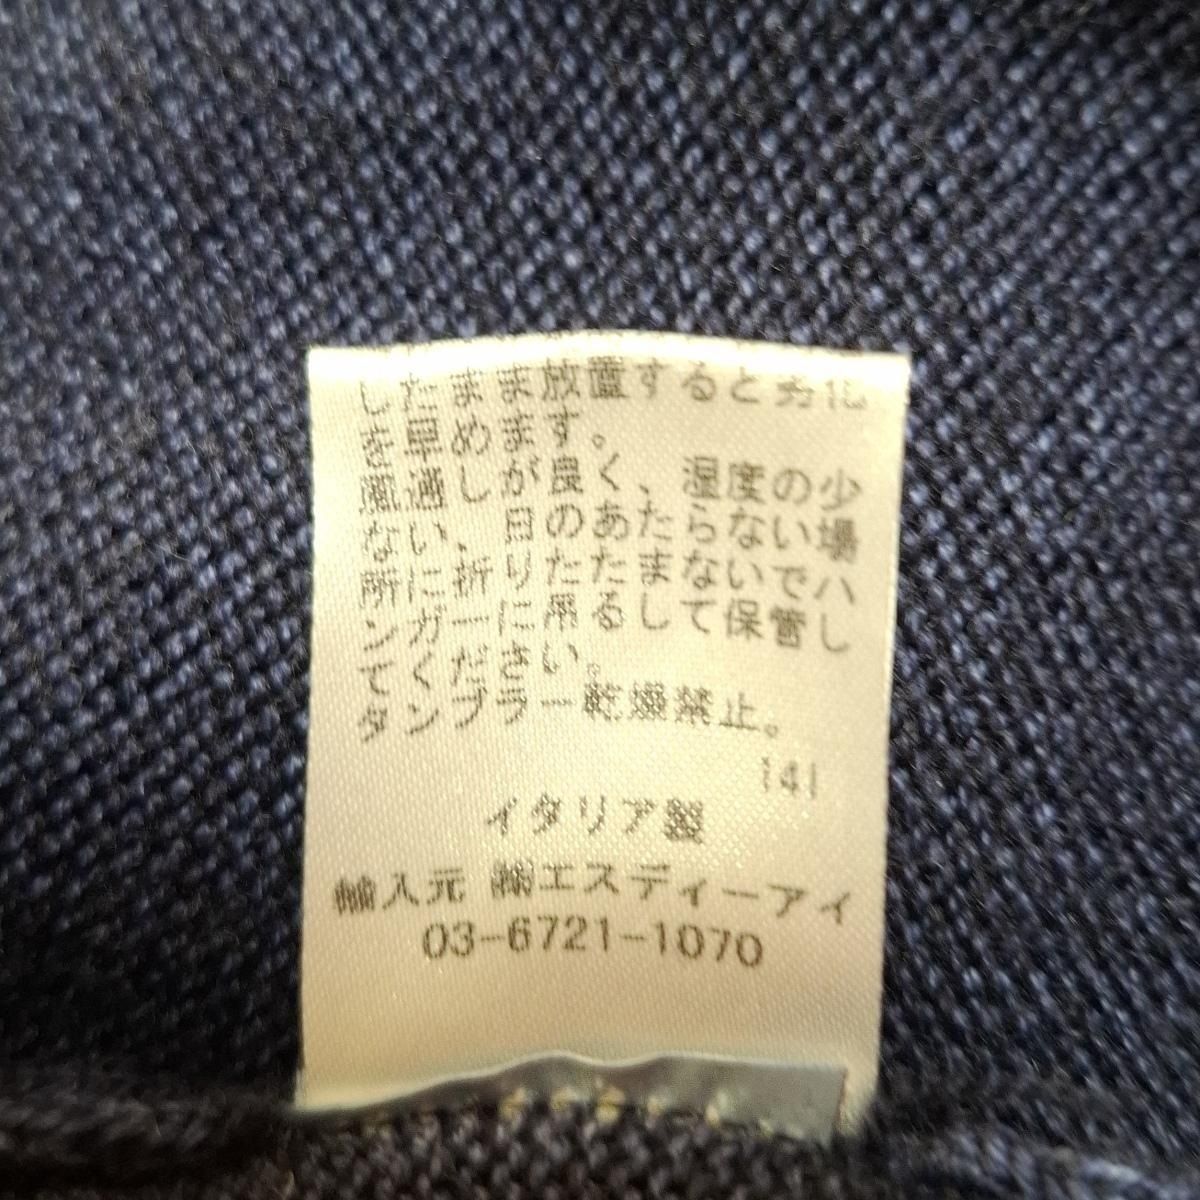 したまま放置すると劣化
を早めます。
風通しが良く、湿度の少
ない、日のあたらない場
所に折りたたまないでハ
ンガーに吊るして保管し
てください。
タンブラー乾燥禁止。
141
イタリア製
輸入元 ㈱エスディーアイ
03-6721-1070